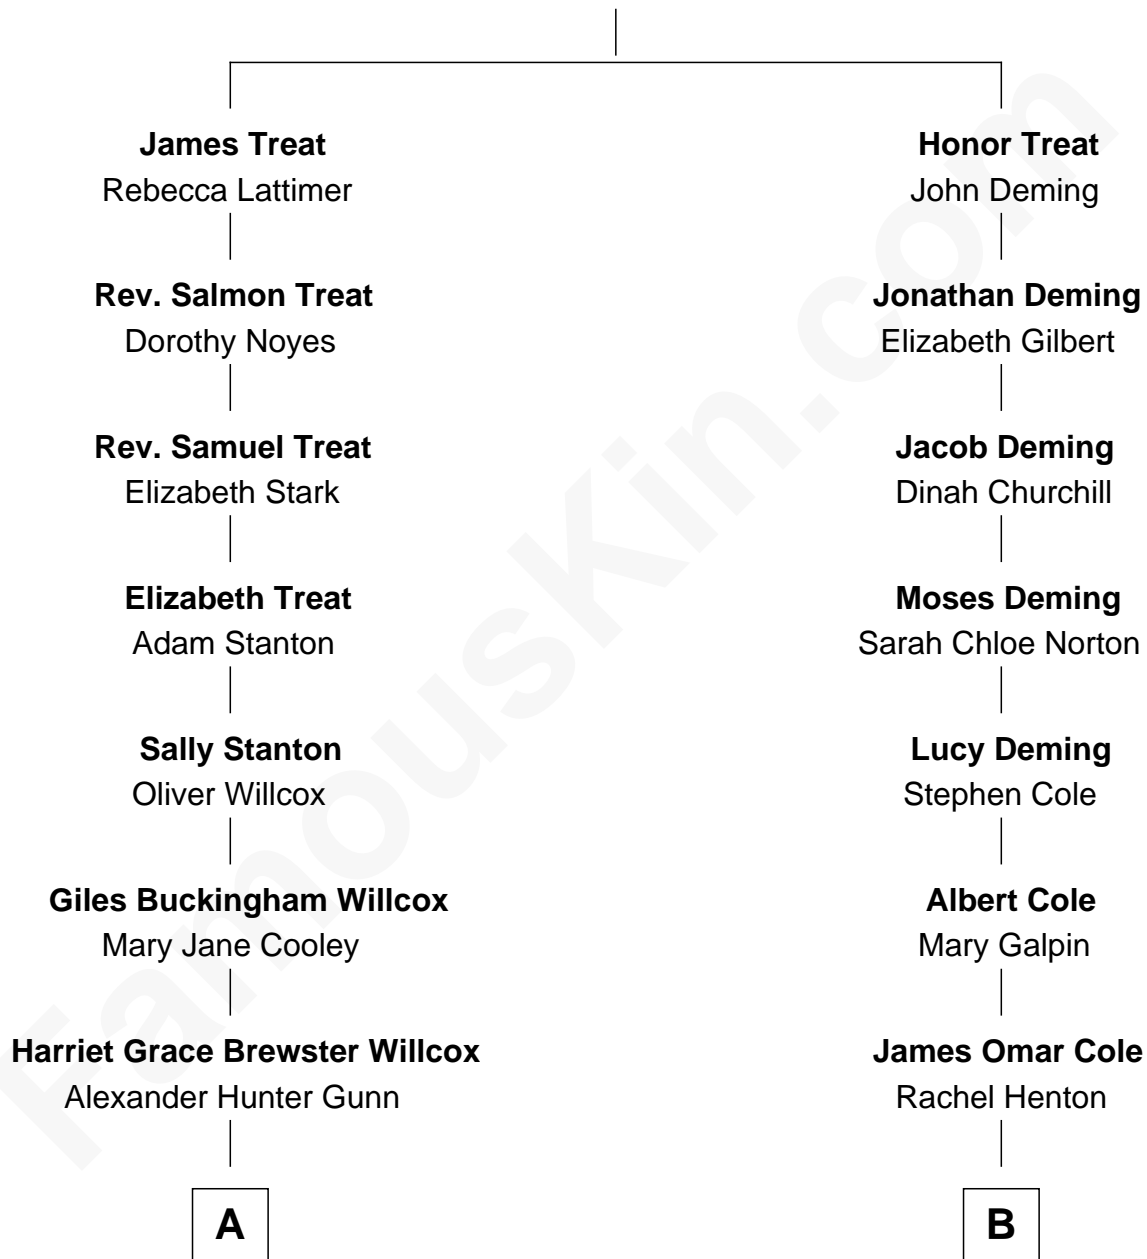 James Treat
Rebecca Lattimer
Honor Treat
John Deming
Rev. Salmon Treat
Dorothy Noyes
Jonathan Deming
Elizabeth Gilbert
Rev. Samuel Treat
Elizabeth Stark
Jacob Deming
Dinah Churchill
Elizabeth Treat
Adam Stanton
Moses Deming
Sarah Chloe Norton
Sally Stanton
Oliver Willcox
Lucy Deming
Stephen Cole
Giles Buckingham Willcox
Mary Jane Cooley
Albert Cole
Mary Galpin
Harriet Grace Brewster Willcox
Alexander Hunter Gunn
James Omar Cole
Rachel Henton
A
B
FamousKin.com